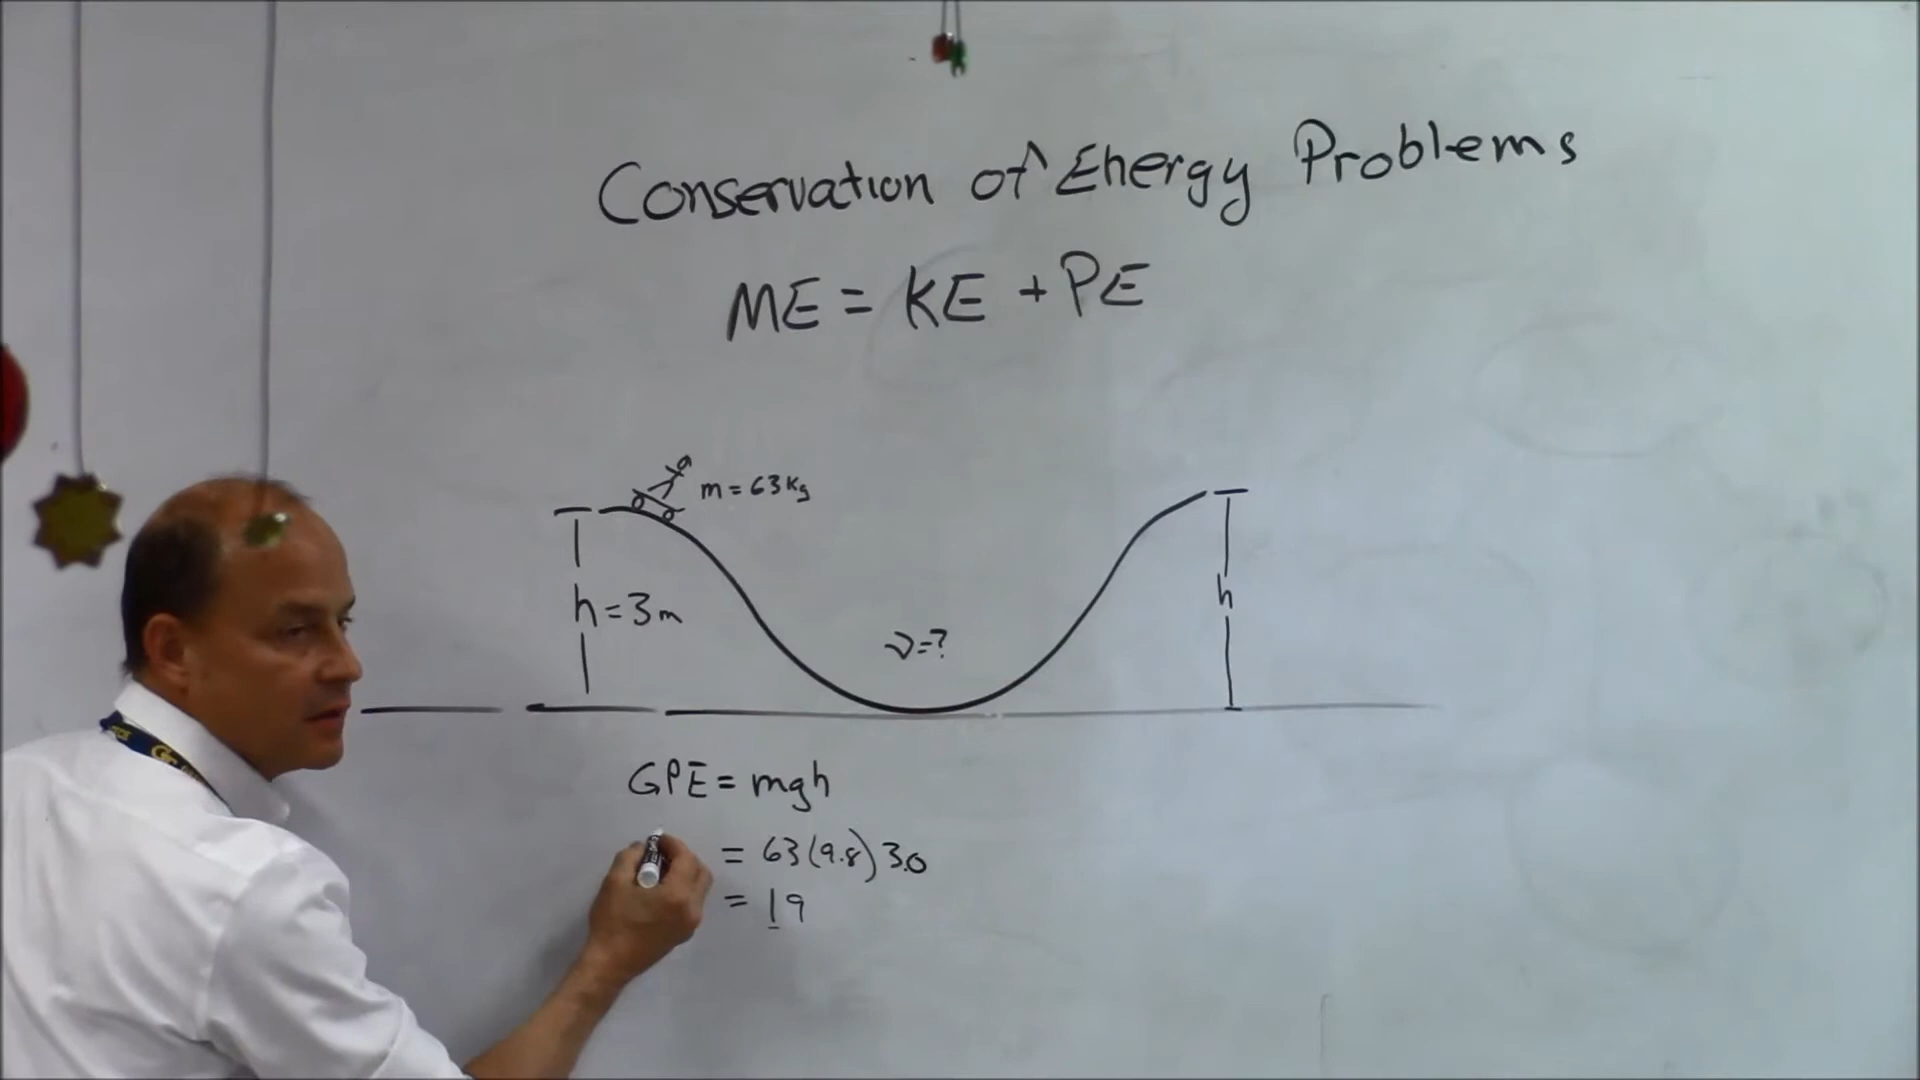 Conservation of Energy Problems
ME = KE + PE
m = 63 kg
h = 3 m
v = ?
h
GPE = mgh
= 63(9.8)3.0
= 19